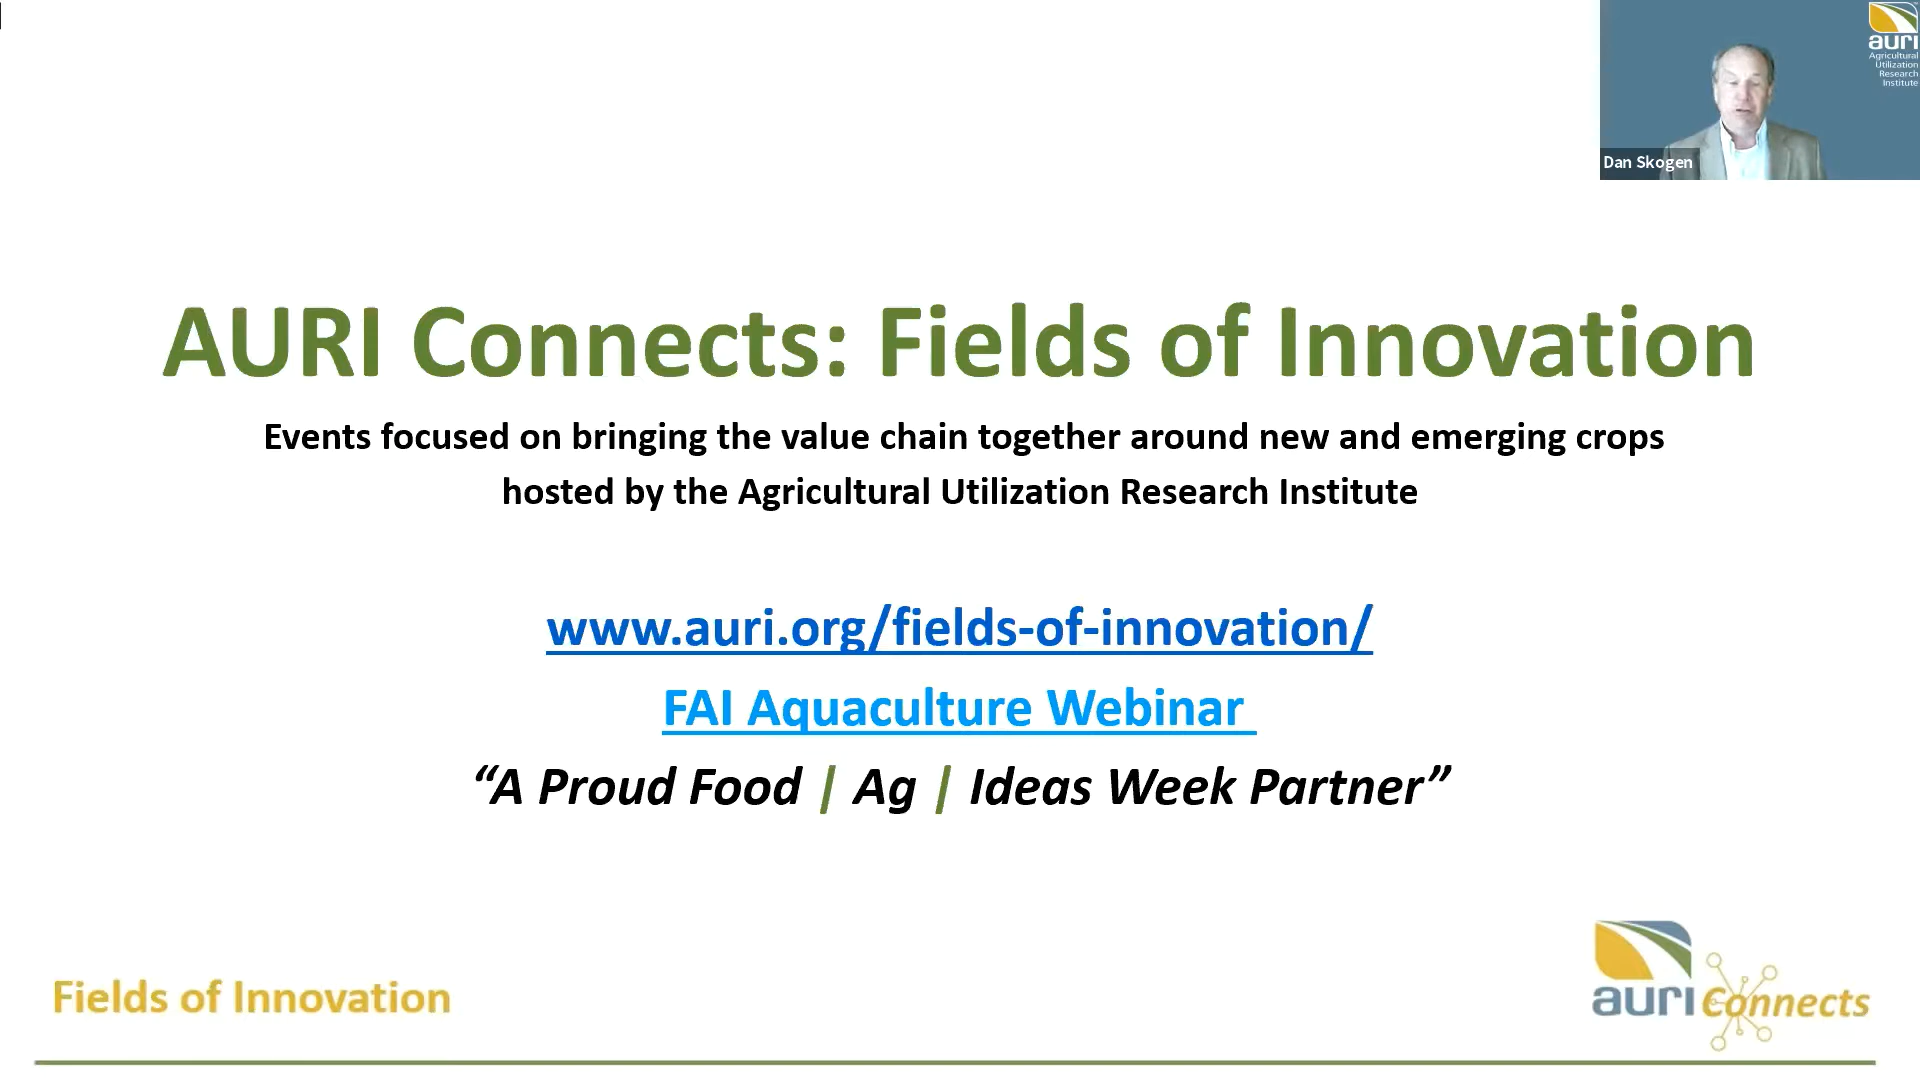 auri
Agricultural
Utilization
Research
Institute
Dan Skogen
AURI Connects: Fields of Innovation
Events focused on bringing the value chain together around new and emerging crops
hosted by the Agricultural Utilization Research Institute
www.auri.org/fields-of-innovation/
FAI Aquaculture Webinar
“A Proud Food | Ag | Ideas Week Partner”
Fields of Innovation
auri Connects